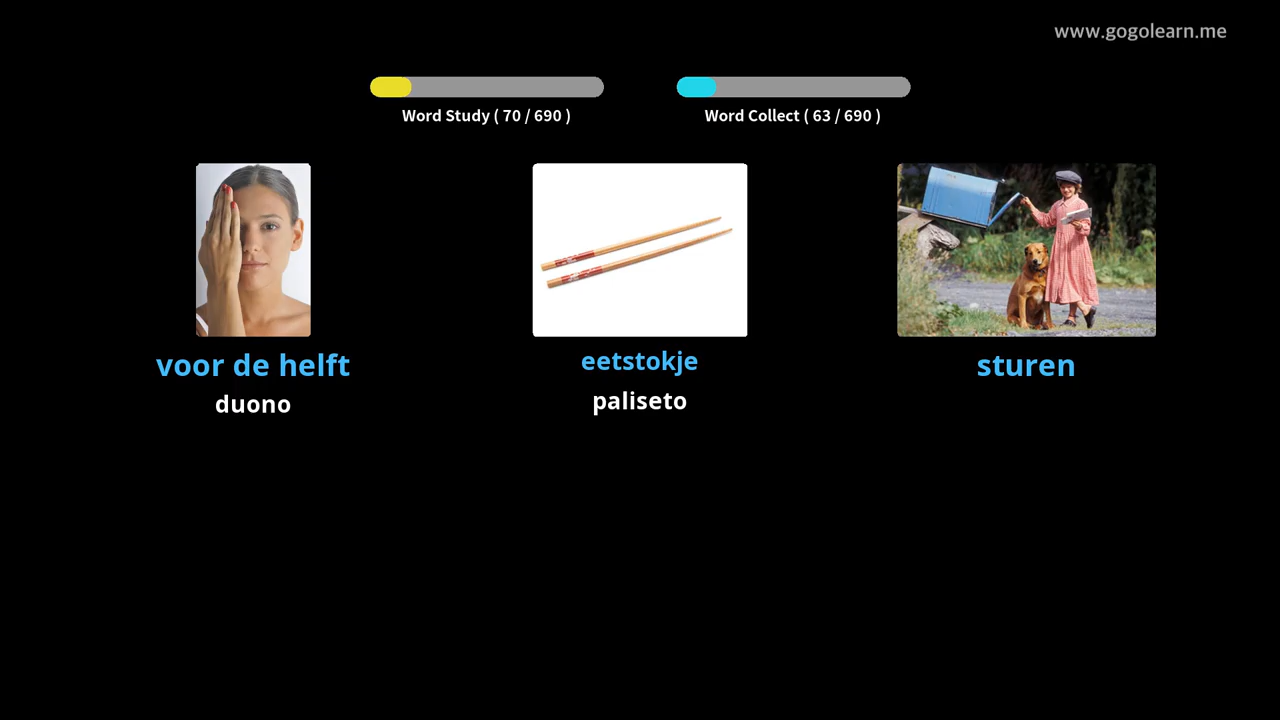 www.gogolearn.me
Word Study ( 70 / 690 )
Word Collect ( 63 / 690 )
voor de helft
duono
eetstokje
paliseto
sturen